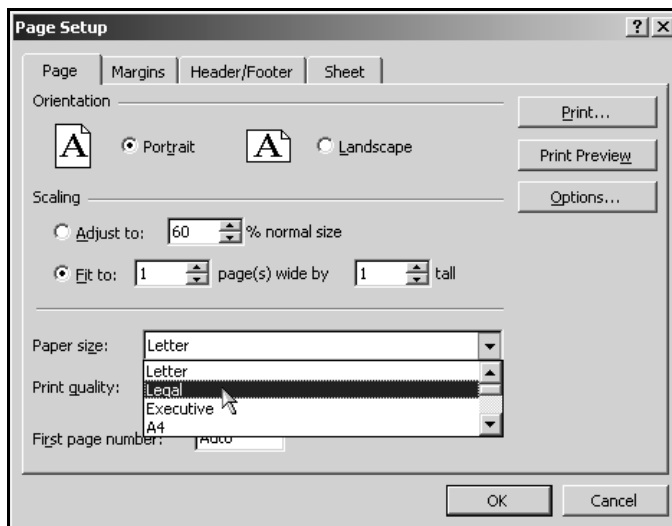 Page Setup
Page Margins Header/Footer Sheet
Orientation
Print...
A Portrait A Landscape
Print Preview
Scaling
Options...
Adjust to: 60 % normal size
Fit to: 1 page(s) wide by 1 tall
Paper size: Letter
Letter
Print quality: Legal
Executive
A4
First page number: Auto
OK Cancel